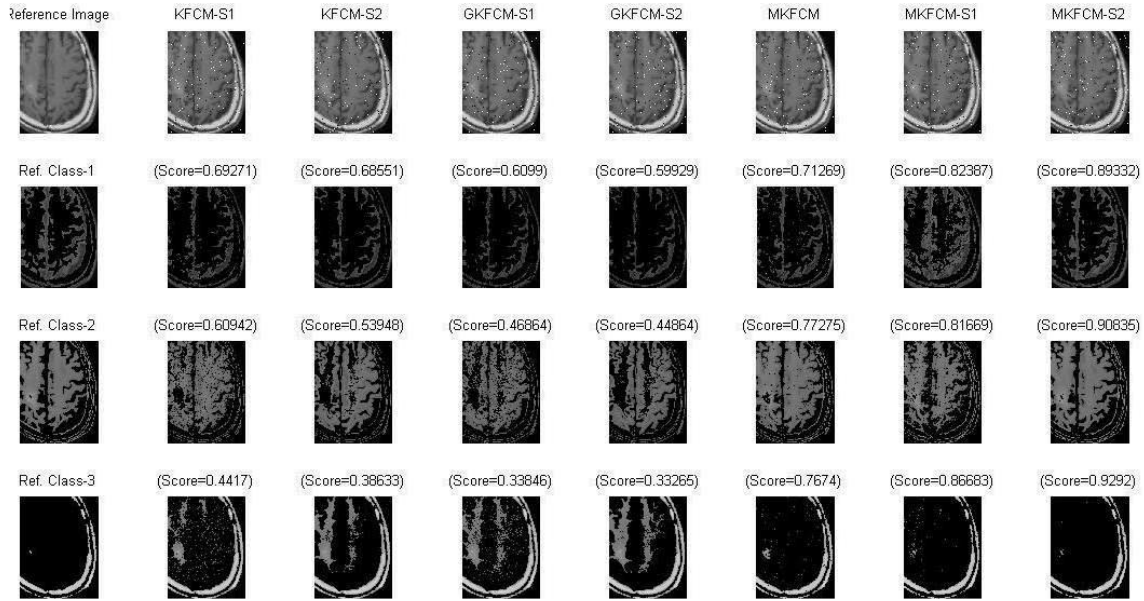 Reference Image KFCM-S1 KFCM-S2 GKFCM-S1 GKFCM-S2 MKFCM MKFCM-S1 MKFCM-S2
Ref. Class-1 (Score=0.69271) (Score=0.68551) (Score=0.6099) (Score=0.59929) (Score=0.71269) (Score=0.82387) (Score=0.89332)
Ref. Class-2 (Score=0.60942) (Score=0.53948) (Score=0.46864) (Score=0.44864) (Score=0.77275) (Score=0.81669) (Score=0.90835)
Ref. Class-3 (Score=0.4417) (Score=0.38633) (Score=0.33846) (Score=0.33265) (Score=0.7674) (Score=0.86683) (Score=0.9292)